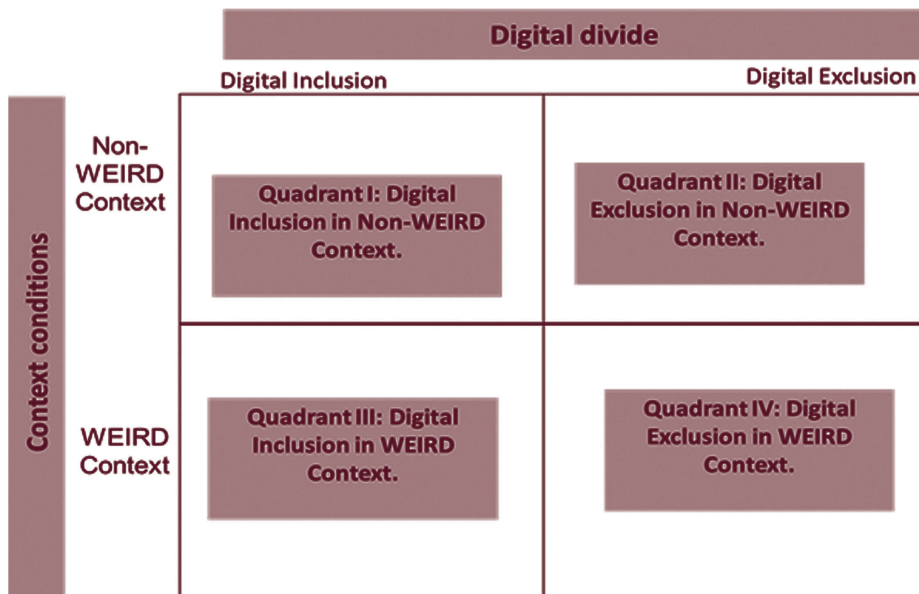 Digital divide
Digital Inclusion
Digital Exclusion
Context conditions
Non-
WEIRD
Context
Quadrant I: Digital
Inclusion in Non-WEIRD
Context.
Quadrant II: Digital
Exclusion in Non-WEIRD
Context.
WEIRD
Context
Quadrant III: Digital
Inclusion in WEIRD
Context.
Quadrant IV: Digital
Exclusion in WEIRD
Context.